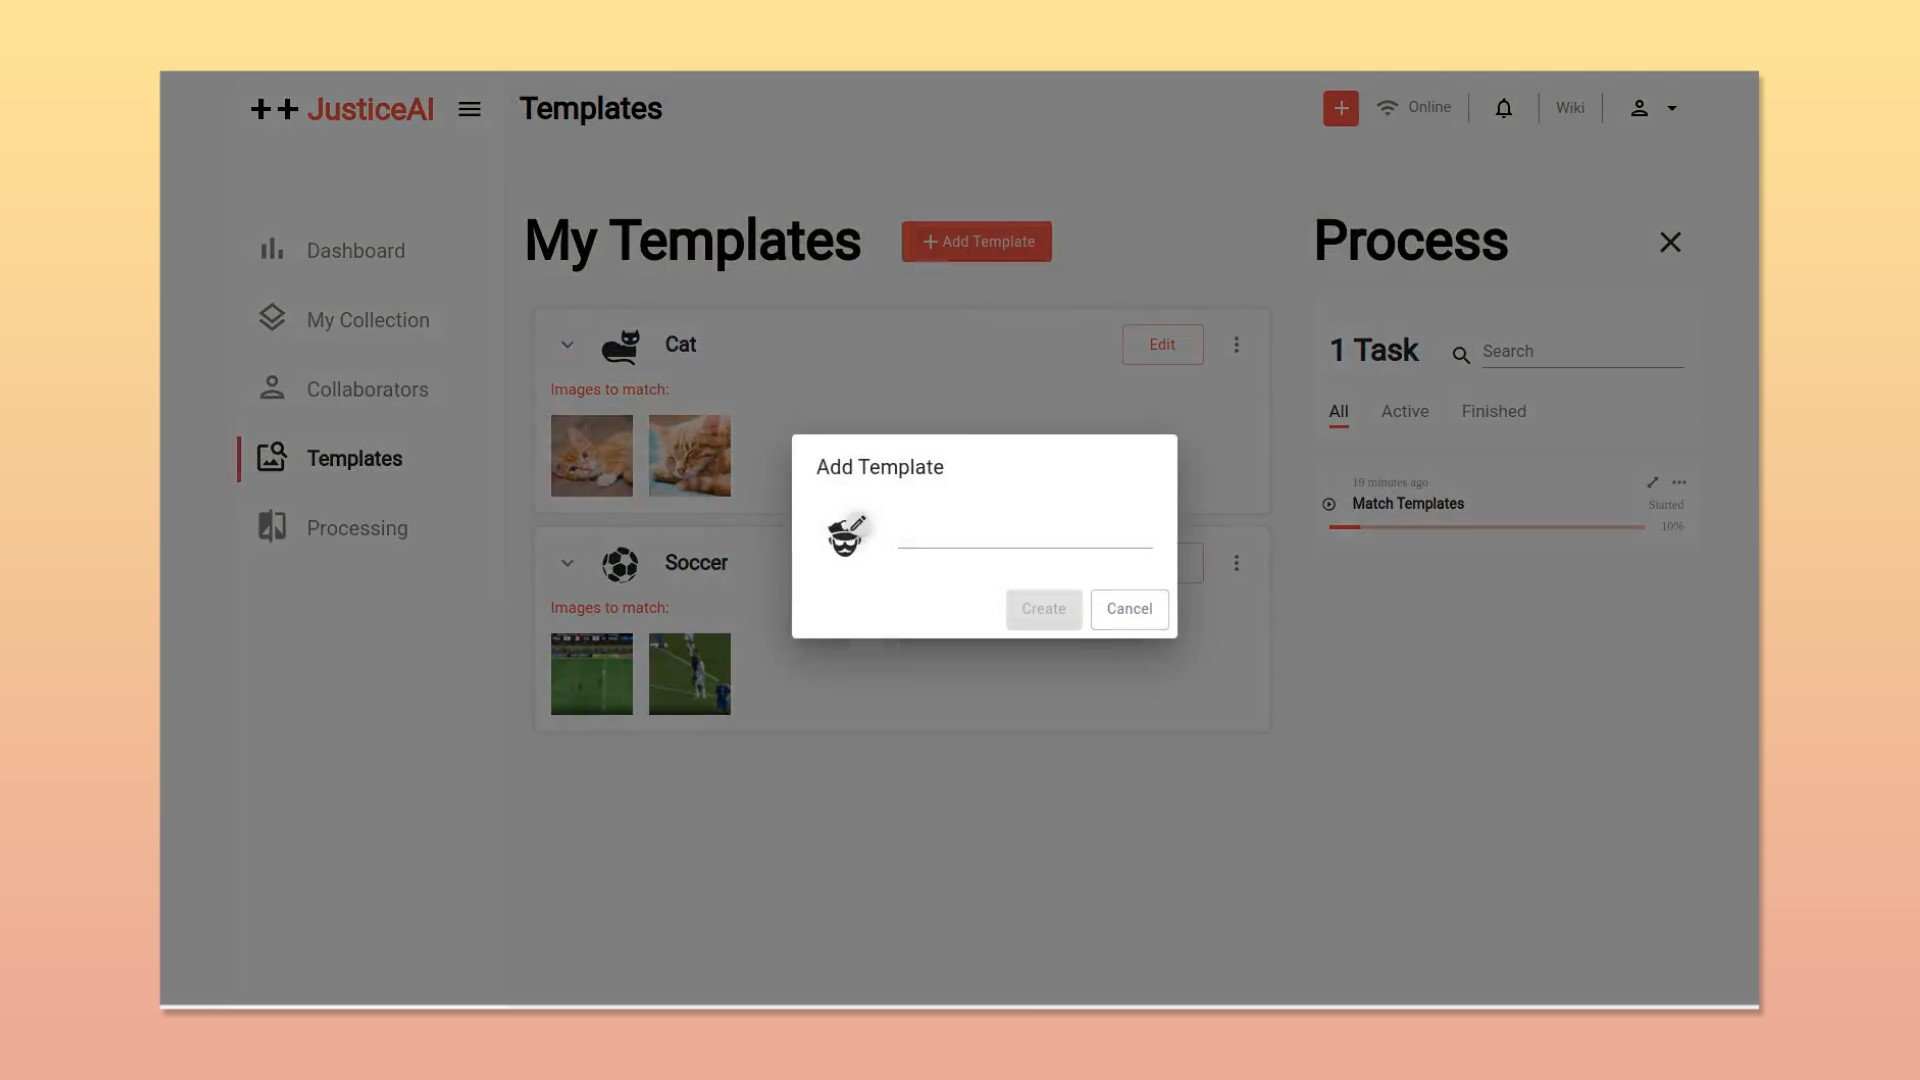 ++ JusticeAI
Templates
Online
Wiki
Dashboard
My Collection
Collaborators
Templates
Processing
My Templates
+ Add Template
Cat
Edit
Images to match:
Soccer
Images to match:
Add Template
Create
Cancel
Process
1 Task
Search
All
Active
Finished
19 minutes ago
Match Templates
Started
10%